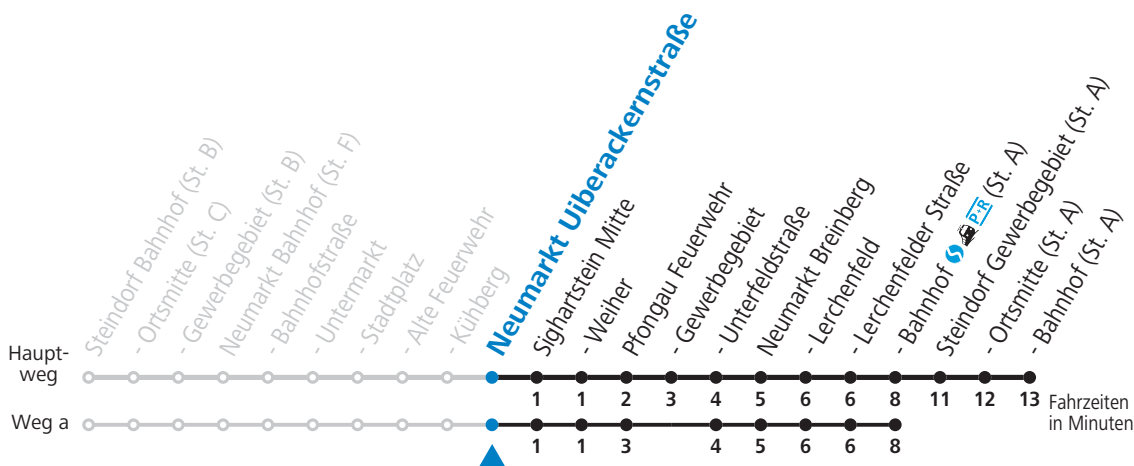 Steindorf Bahnhof (St. B)
- Ortsmitte (St. C)
- Gewerbegebiet (St. B)
Neumarkt Bahnhof (St. F)
- Bahnhofstraße
- Untermarkt
- Stadtplatz
- Alte Feuerwehr
- Kühberg
Neumarkt Uiberackernstraße
Sighartstein Mitte
- Weiher
Pfongau Feuerwehr
- Gewerbegebiet
- Unterfeldstraße
Neumarkt Breinberg
- Lerchenfeld
- Lerchenfelder Straße
- Bahnhof S P+R (St. A)
Steindorf Gewerbegebiet (St. A)
- Ortsmitte (St. A)
- Bahnhof (St. A)
Haupt-
weg
1 1 2 3 4 5 6 6 8 11 12 13
Fahrzeiten
in Minuten
Weg a
1 1 3 4 5 6 6 8